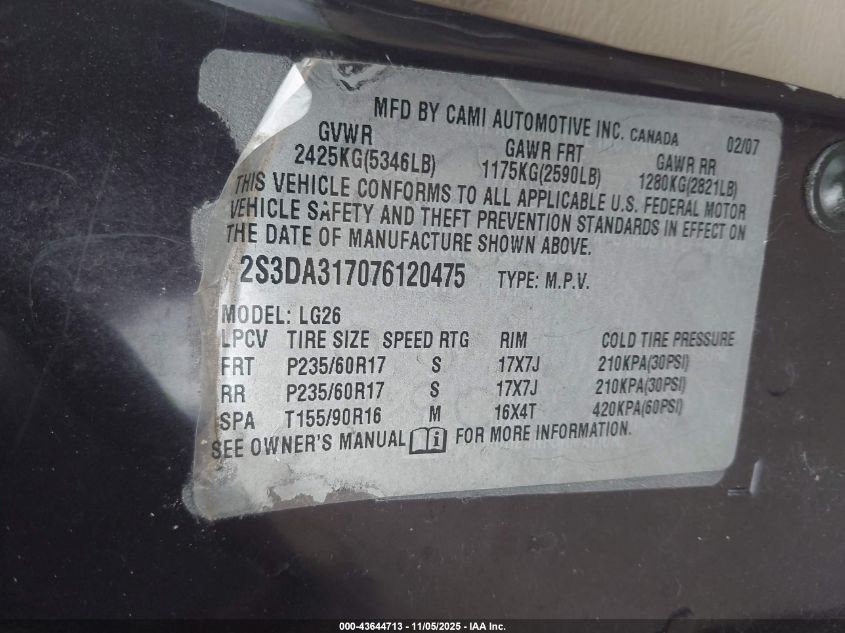 MFD BY CAMI AUTOMOTIVE INC. CANADA 02/07
GVWR GAWR FRT GAWR RR
2425KG(5346LB) 1175KG(2590LB) 1280KG(2821LB)
THIS VEHICLE CONFORMS TO ALL APPLICABLE U.S. FEDERAL MOTOR
VEHICLE SAFETY AND THEFT PREVENTION STANDARDS IN EFFECT ON
THE DATE OF MANUFACTURE SHOWN ABOVE.
2S3DA317076120475 TYPE: M.P.V.
MODEL: LG26
LPCV TIRE SIZE SPEED RTG RIM COLD TIRE PRESSURE
FRT P235/60R17 S 17X7J 210KPA(30PSI)
RR P235/60R17 S 17X7J 210KPA(30PSI)
SPA T155/90R16 M 16X4T 420KPA(60PSI)
SEE OWNER'S MANUAL FOR MORE INFORMATION.
000-43644713 - 11/05/2025 - IAA Inc.